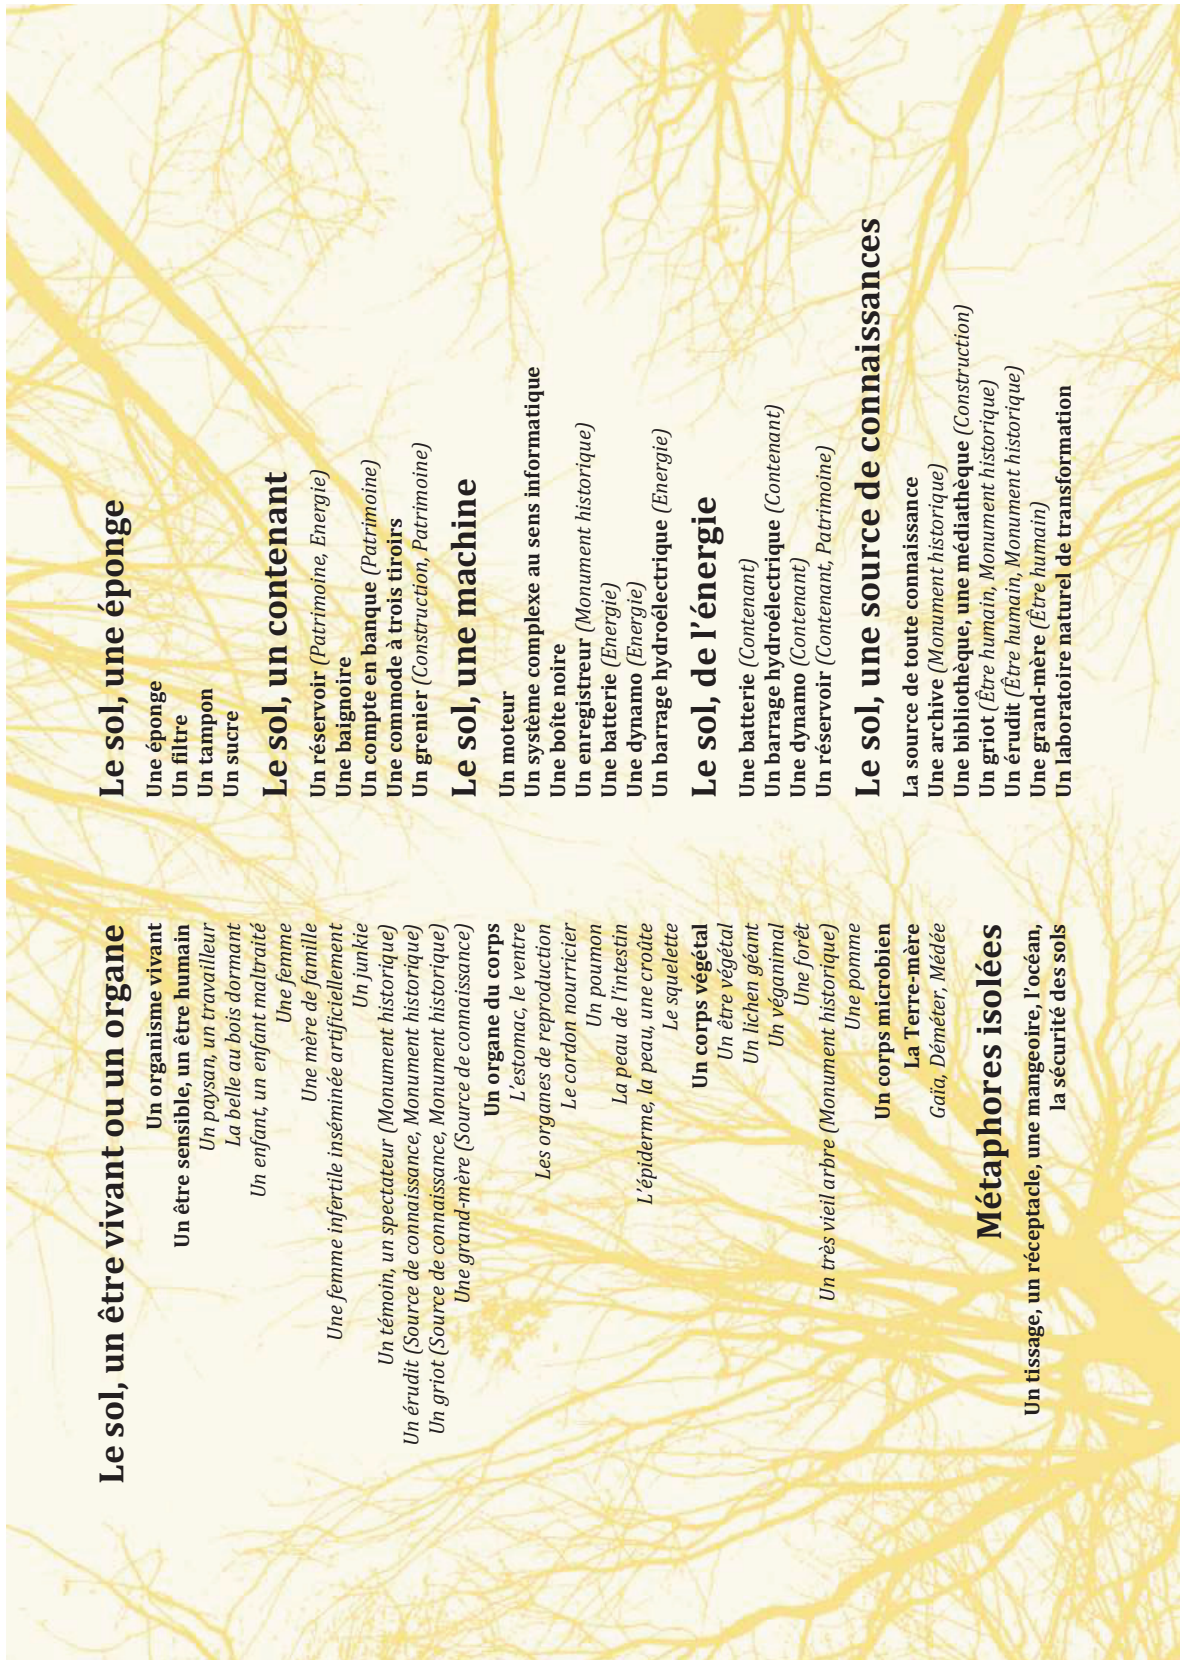 Le sol, un être vivant ou un organe
Un organisme vivant
Un être sensible, un être humain
Un paysan, un travailleur
La belle au bois dormant
Un enfant, un enfant maltraité
Une femme
Une mère de famille
Une femme infertile inséminée artificiellement
Un junkie
Un témoin, un spectateur (Monument historique)
Un érudit (Source de connaissance, Monument historique)
Un griot (Source de connaissance, Monument historique)
Une grand-mère (Source de connaissance)
Un organe du corps
L'estomac, le ventre
Les organes de reproduction
Le cordon nourricier
Un poumon
La peau de l'intestin
L'épiderme, la peau, une croûte
Le squelette
Un corps végétal
Un être végétal
Un lichen géant
Un véganimal
Une forêt
Un très vieil arbre (Monument historique)
Une pomme
Un corps microbien
La Terre-mère
Gaïa, Déméter, Médée
Métaphores isolées
Un tissage, un réceptacle, une mangeoire, l'océan,
la sécurité des sols
Le sol, une éponge
Une éponge
Un filtre
Un tampon
Un sucre
Le sol, un contenant
Un réservoir (Patrimoine, Energie)
Une baignoire
Un compte en banque (Patrimoine)
Une commode à trois tiroirs
Un grenier (Construction, Patrimoine)
Le sol, une machine
Un moteur
Un système complexe au sens informatique
Une boîte noire
Un enregistreur (Monument historique)
Une batterie (Energie)
Une dynamo (Energie)
Un barrage hydroélectrique (Energie)
Le sol, de l'énergie
Une batterie (Contenant)
Un barrage hydroélectrique (Contenant)
Une dynamo (Contenant)
Un réservoir (Contenant, Patrimoine)
Le sol, une source de connaissances
La source de toute connaissance
Une archive (Monument historique)
Une bibliothèque, une médiathèque (Construction)
Un griot (Être humain, Monument historique)
Un érudit (Être humain, Monument historique)
Une grand-mère (Être humain)
Un laboratoire naturel de transformation